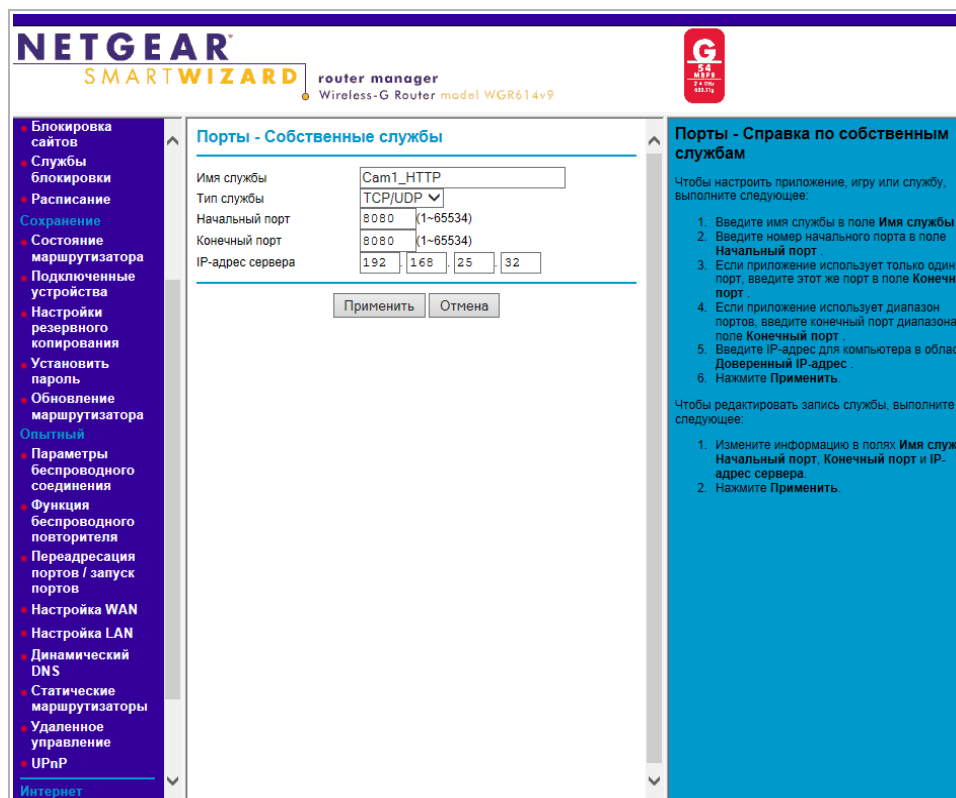 NETGEAR
SMARTWIZARD router manager
Wireless-G Router model WGR614v9
G
54
MBPS
Блокировка
сайтов
Службы
блокировки
Расписание
Сохранение
Состояние
маршрутизатора
Подключенные
устройства
Настройки
резервного
копирования
Установить
пароль
Обновление
маршрутизатора
Опытный
Параметры
беспроводного
соединения
Функция
беспроводного
повторителя
Переадресация
портов / запуск
портов
Настройка WAN
Настройка LAN
Динамический
DNS
Статические
маршрутизаторы
Удаленное
управление
UPnP
Интернет
Порты - Собственные службы
Имя службы Cam1_HTTP
Тип службы TCP/UDP
Начальный порт 8080 (1~65534)
Конечный порт 8080 (1~65534)
IP-адрес сервера 192 . 168 . 25 . 32
Применить Отмена
Порты - Справка по собственным
службам
Чтобы настроить приложение, игру или службу,
выполните следующее:
1. Введите имя службы в поле Имя службы
2. Введите номер начального порта в поле
Начальный порт .
3. Если приложение использует только один
порт, введите этот же порт в поле Конечн
порт .
4. Если приложение использует диапазон
портов, введите конечный порт диапазона
поле Конечный порт .
5. Введите IP-адрес для компьютера в облас
Доверенный IP-адрес .
6. Нажмите Применить.
Чтобы редактировать запись службы, выполните
следующее:
1. Измените информацию в полях Имя служ
Начальный порт, Конечный порт и IP-
адрес сервера.
2. Нажмите Применить.